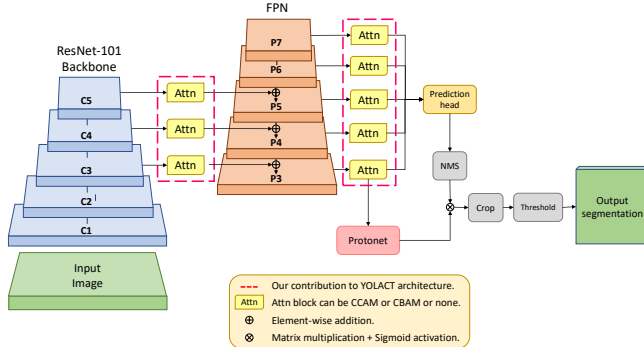 FPN
ResNet-101
Backbone
P7
Attn
P6
Attn
C5
Attn
P5
Attn
Prediction
head
C4
Attn
P4
Attn
C3
Attn
P3
Attn
NMS
C2
C1
Crop
Threshold
Output
segmentation
Protonet
Input
Image
Our contribution to YOLACT architecture.
Attn
Attn block can be CCAM or CBAM or none.
Element-wise addition.
Matrix multiplication + Sigmoid activation.